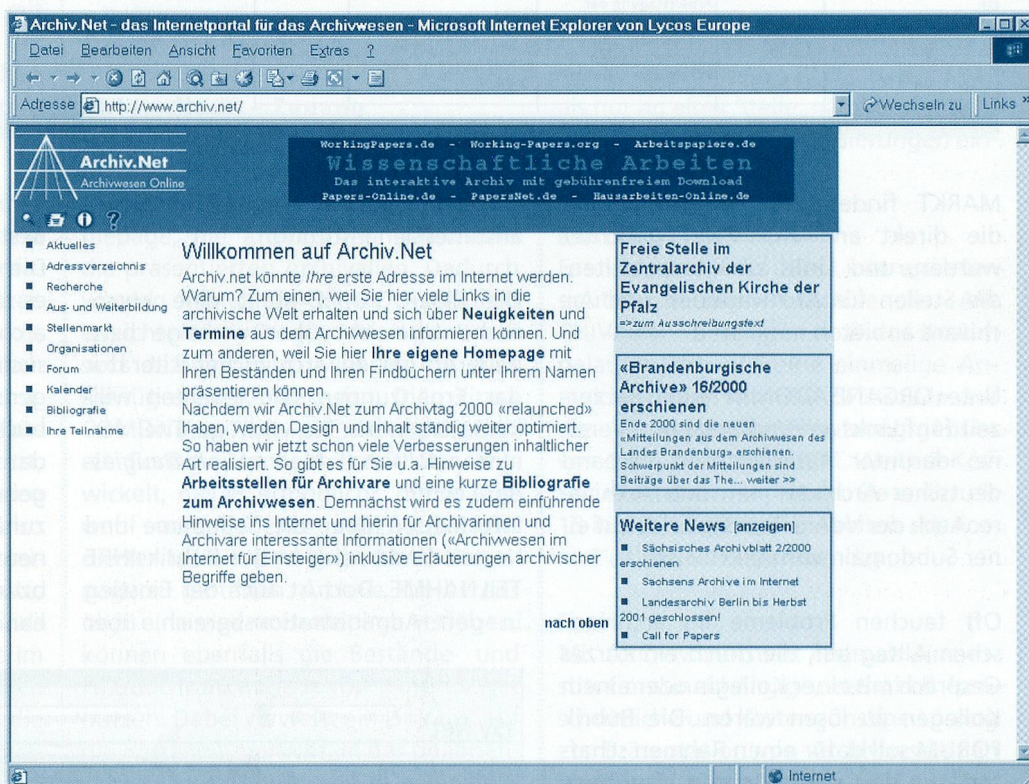 Archiv.Net - das Internetportal für das Archivwesen - Microsoft Internet Explorer von Lycos Europe
Datei Bearbeiten Ansicht Favoriten Extras ?
Adresse http://www.archiv.net/ Wechseln zu Links »
Archiv.Net
Archivwesen Online
WorkingPapers.de - Working-Papers.org - Arbeitspapiere.de
Wissenschaftliche Arbeiten
Das interaktive Archiv mit gebührenfreiem Download
Papers-Online.de - PapersNet.de - Hausarbeiten-Online.de
Aktuelles
Adressverzeichnis
Recherche
Aus- und Weiterbildung
Stellenmarkt
Organisationen
Forum
Kalender
Bibliografie
Ihre Teilnahme
Willkommen auf Archiv.Net
Archiv.net könnte Ihre erste Adresse im Internet werden.
Warum? Zum einen, weil Sie hier viele Links in die
archivische Welt erhalten und sich über Neuigkeiten und
Termine aus dem Archivwesen informieren können. Und
zum anderen, weil Sie hier Ihre eigene Homepage mit
Ihren Beständen und Ihren Findbüchern unter Ihrem Namen
präsentieren können.
Nachdem wir Archiv.Net zum Archivtag 2000 «relaunched»
haben, werden Design und Inhalt ständig weiter optimiert.
So haben wir jetzt schon viele Verbesserungen inhaltlicher
Art realisiert. So gibt es für Sie u.a. Hinweise zu
Arbeitsstellen für Archivare und eine kurze Bibliografie
zum Archivwesen. Demnächst wird es zudem einführende
Hinweise ins Internet und hierin für Archivarinnen und
Archivare interessante Informationen («Archivwesen im
Internet für Einsteiger») inklusive Erläuterungen archivischer
Begriffe geben.
nach oben
Freie Stelle im
Zentralarchiv der
Evangelischen Kirche der
Pfalz
=>zum Ausschreibungstext
«Brandenburgische
Archive» 16/2000
erschienen
Ende 2000 sind die neuen
«Mitteilungen aus dem Archivwesen des
Landes Brandenburg» erschienen.
Schwerpunkt der Mitteilungen sind
Beiträge über das The... weiter >>
Weitere News [anzeigen]
Sächsisches Archivblatt 2/2000
erschienen
Sachsens Archive im Internet
Landesarchiv Berlin bis Herbst
2001 geschlossen!
Call for Papers
Internet